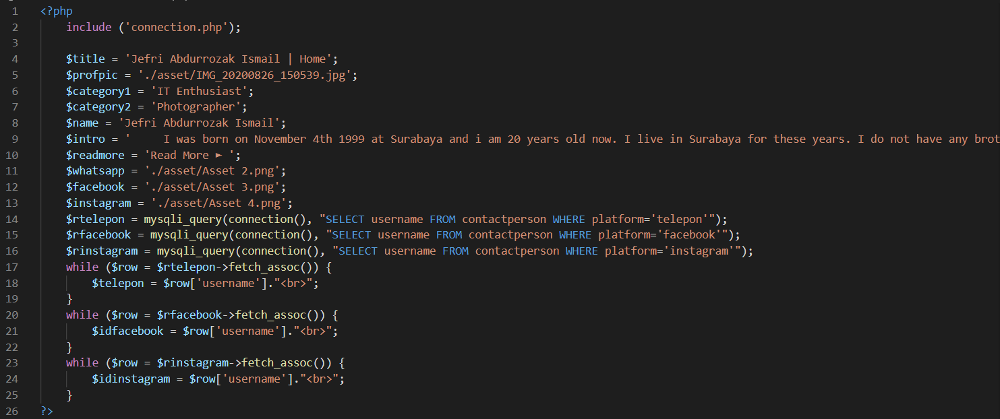 1 <?php
2 include ('connection.php');
3
4 $title = 'Jefri Abdurrozak Ismail | Home';
5 $profpic = './asset/IMG_20200826_150539.jpg';
6 $category1 = 'IT Enthusiast';
7 $category2 = 'Photographer';
8 $name = 'Jefri Abdurrozak Ismail';
9 $intro = '     I was born on November 4th 1999 at Surabaya and i am 20 years old now. I live in Surabaya for these years. I do not have any brot
10 $readmore = 'Read More ► ';
11 $whatsapp = './asset/Asset 2.png';
12 $facebook = './asset/Asset 3.png';
13 $instagram = './asset/Asset 4.png';
14 $rtelepon = mysqli_query(connection(), "SELECT username FROM contactperson WHERE platform='telepon'");
15 $rfacebook = mysqli_query(connection(), "SELECT username FROM contactperson WHERE platform='facebook'");
16 $rinstagram = mysqli_query(connection(), "SELECT username FROM contactperson WHERE platform='instagram'");
17 while ($row = $rtelepon->fetch_assoc()) {
18 $telepon = $row['username']."<br>";
19 }
20 while ($row = $rfacebook->fetch_assoc()) {
21 $idfacebook = $row['username']."<br>";
22 }
23 while ($row = $rinstagram->fetch_assoc()) {
24 $idinstagram = $row['username']."<br>";
25 }
26 ?>